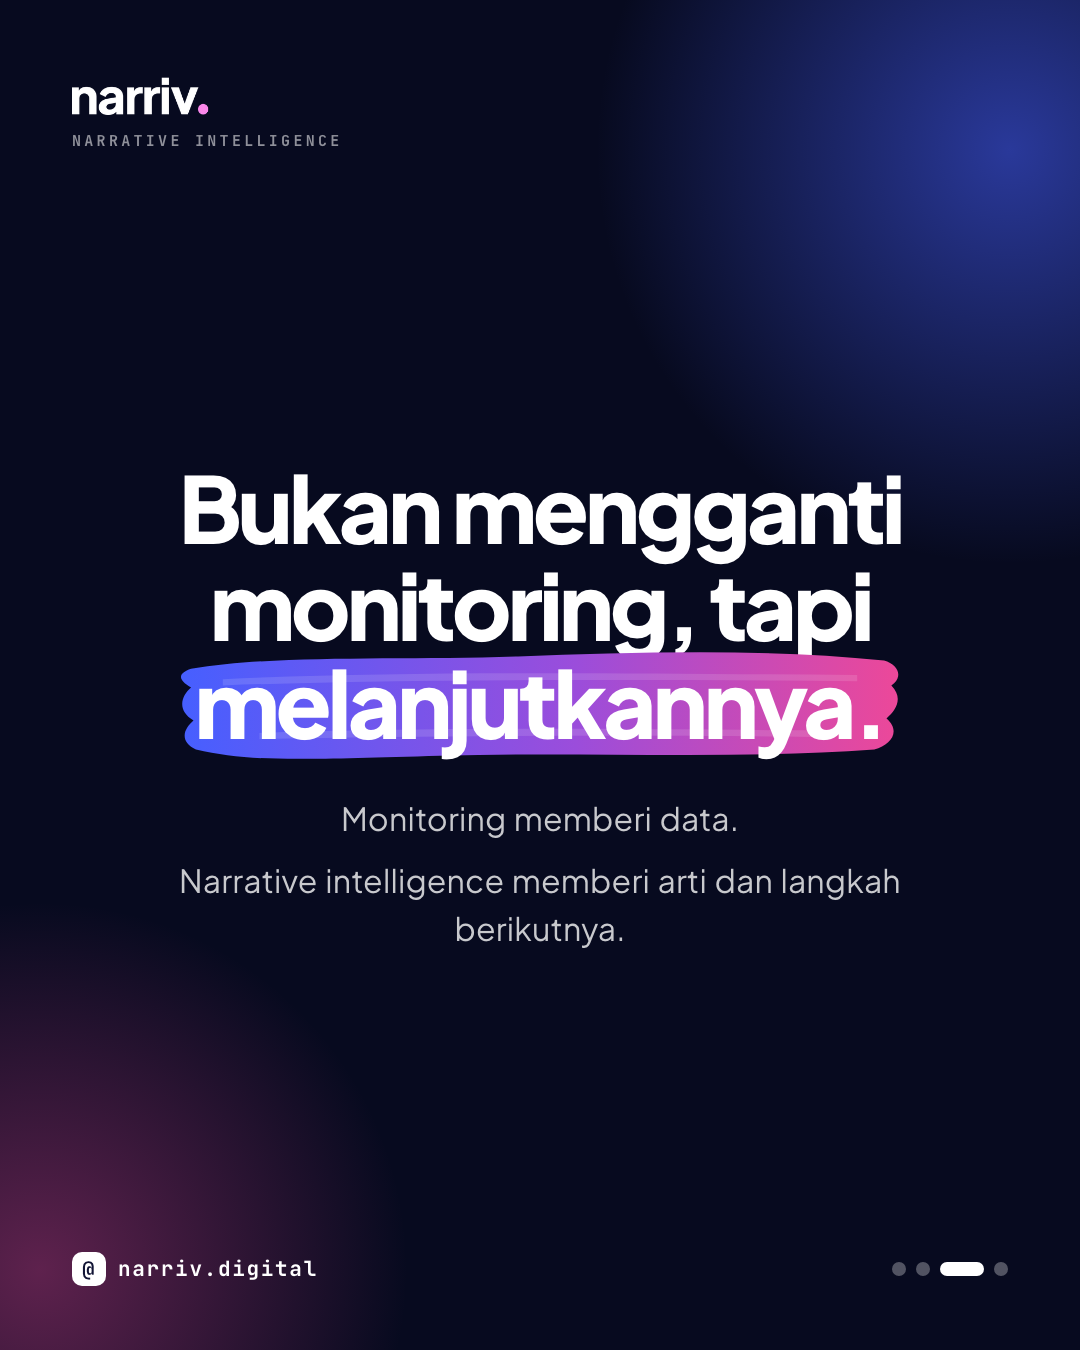 narriv.
NARRATIVE INTELLIGENCE
Bukan mengganti
monitoring, tapi
melanjutkannya.
Monitoring memberi data.
Narrative intelligence memberi arti dan langkah
berikutnya.
@ narriv.digital